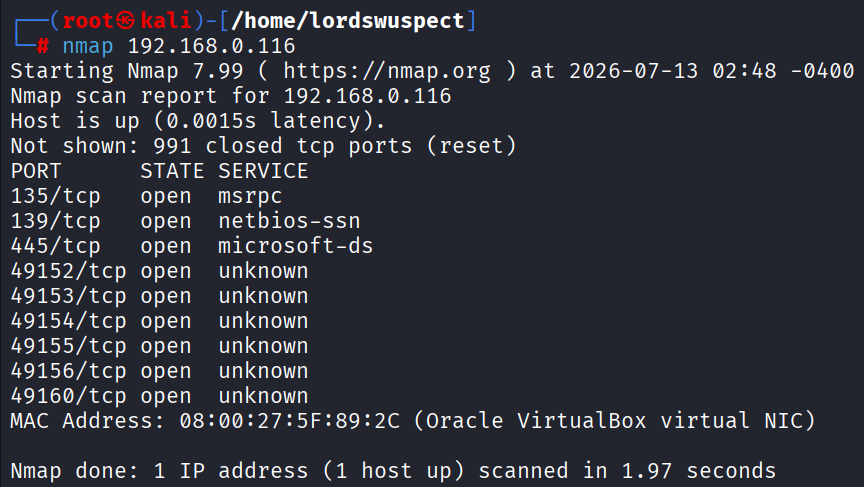 ┌──(root㉿kali)-[/home/lordswuspect]
└─# nmap 192.168.0.116
Starting Nmap 7.99 ( https://nmap.org ) at 2026-07-13 02:48 -0400
Nmap scan report for 192.168.0.116
Host is up (0.0015s latency).
Not shown: 991 closed tcp ports (reset)
PORT      STATE SERVICE
135/tcp   open  msrpc
139/tcp   open  netbios-ssn
445/tcp   open  microsoft-ds
49152/tcp open  unknown
49153/tcp open  unknown
49154/tcp open  unknown
49155/tcp open  unknown
49156/tcp open  unknown
49160/tcp open  unknown
MAC Address: 08:00:27:5F:89:2C (Oracle VirtualBox virtual NIC)

Nmap done: 1 IP address (1 host up) scanned in 1.97 seconds